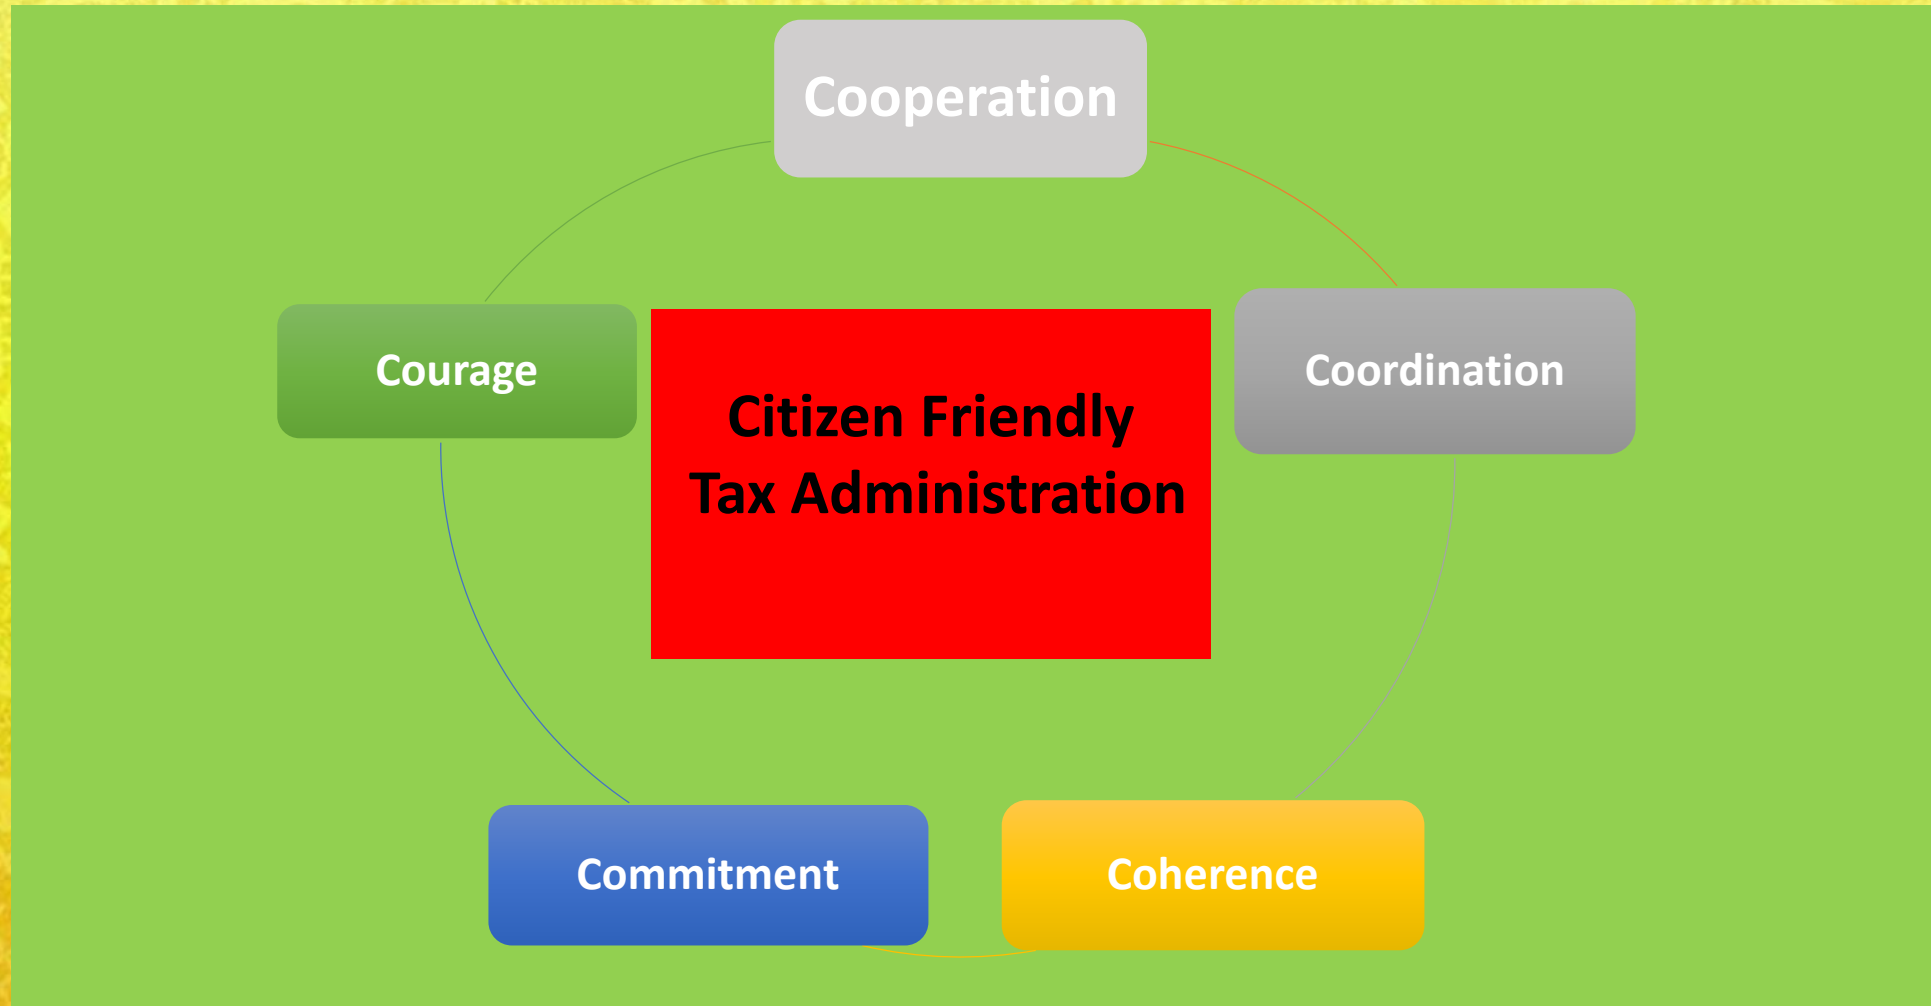 Cooperation
Courage
Coordination
Citizen Friendly
Tax Administration
Commitment
Coherence